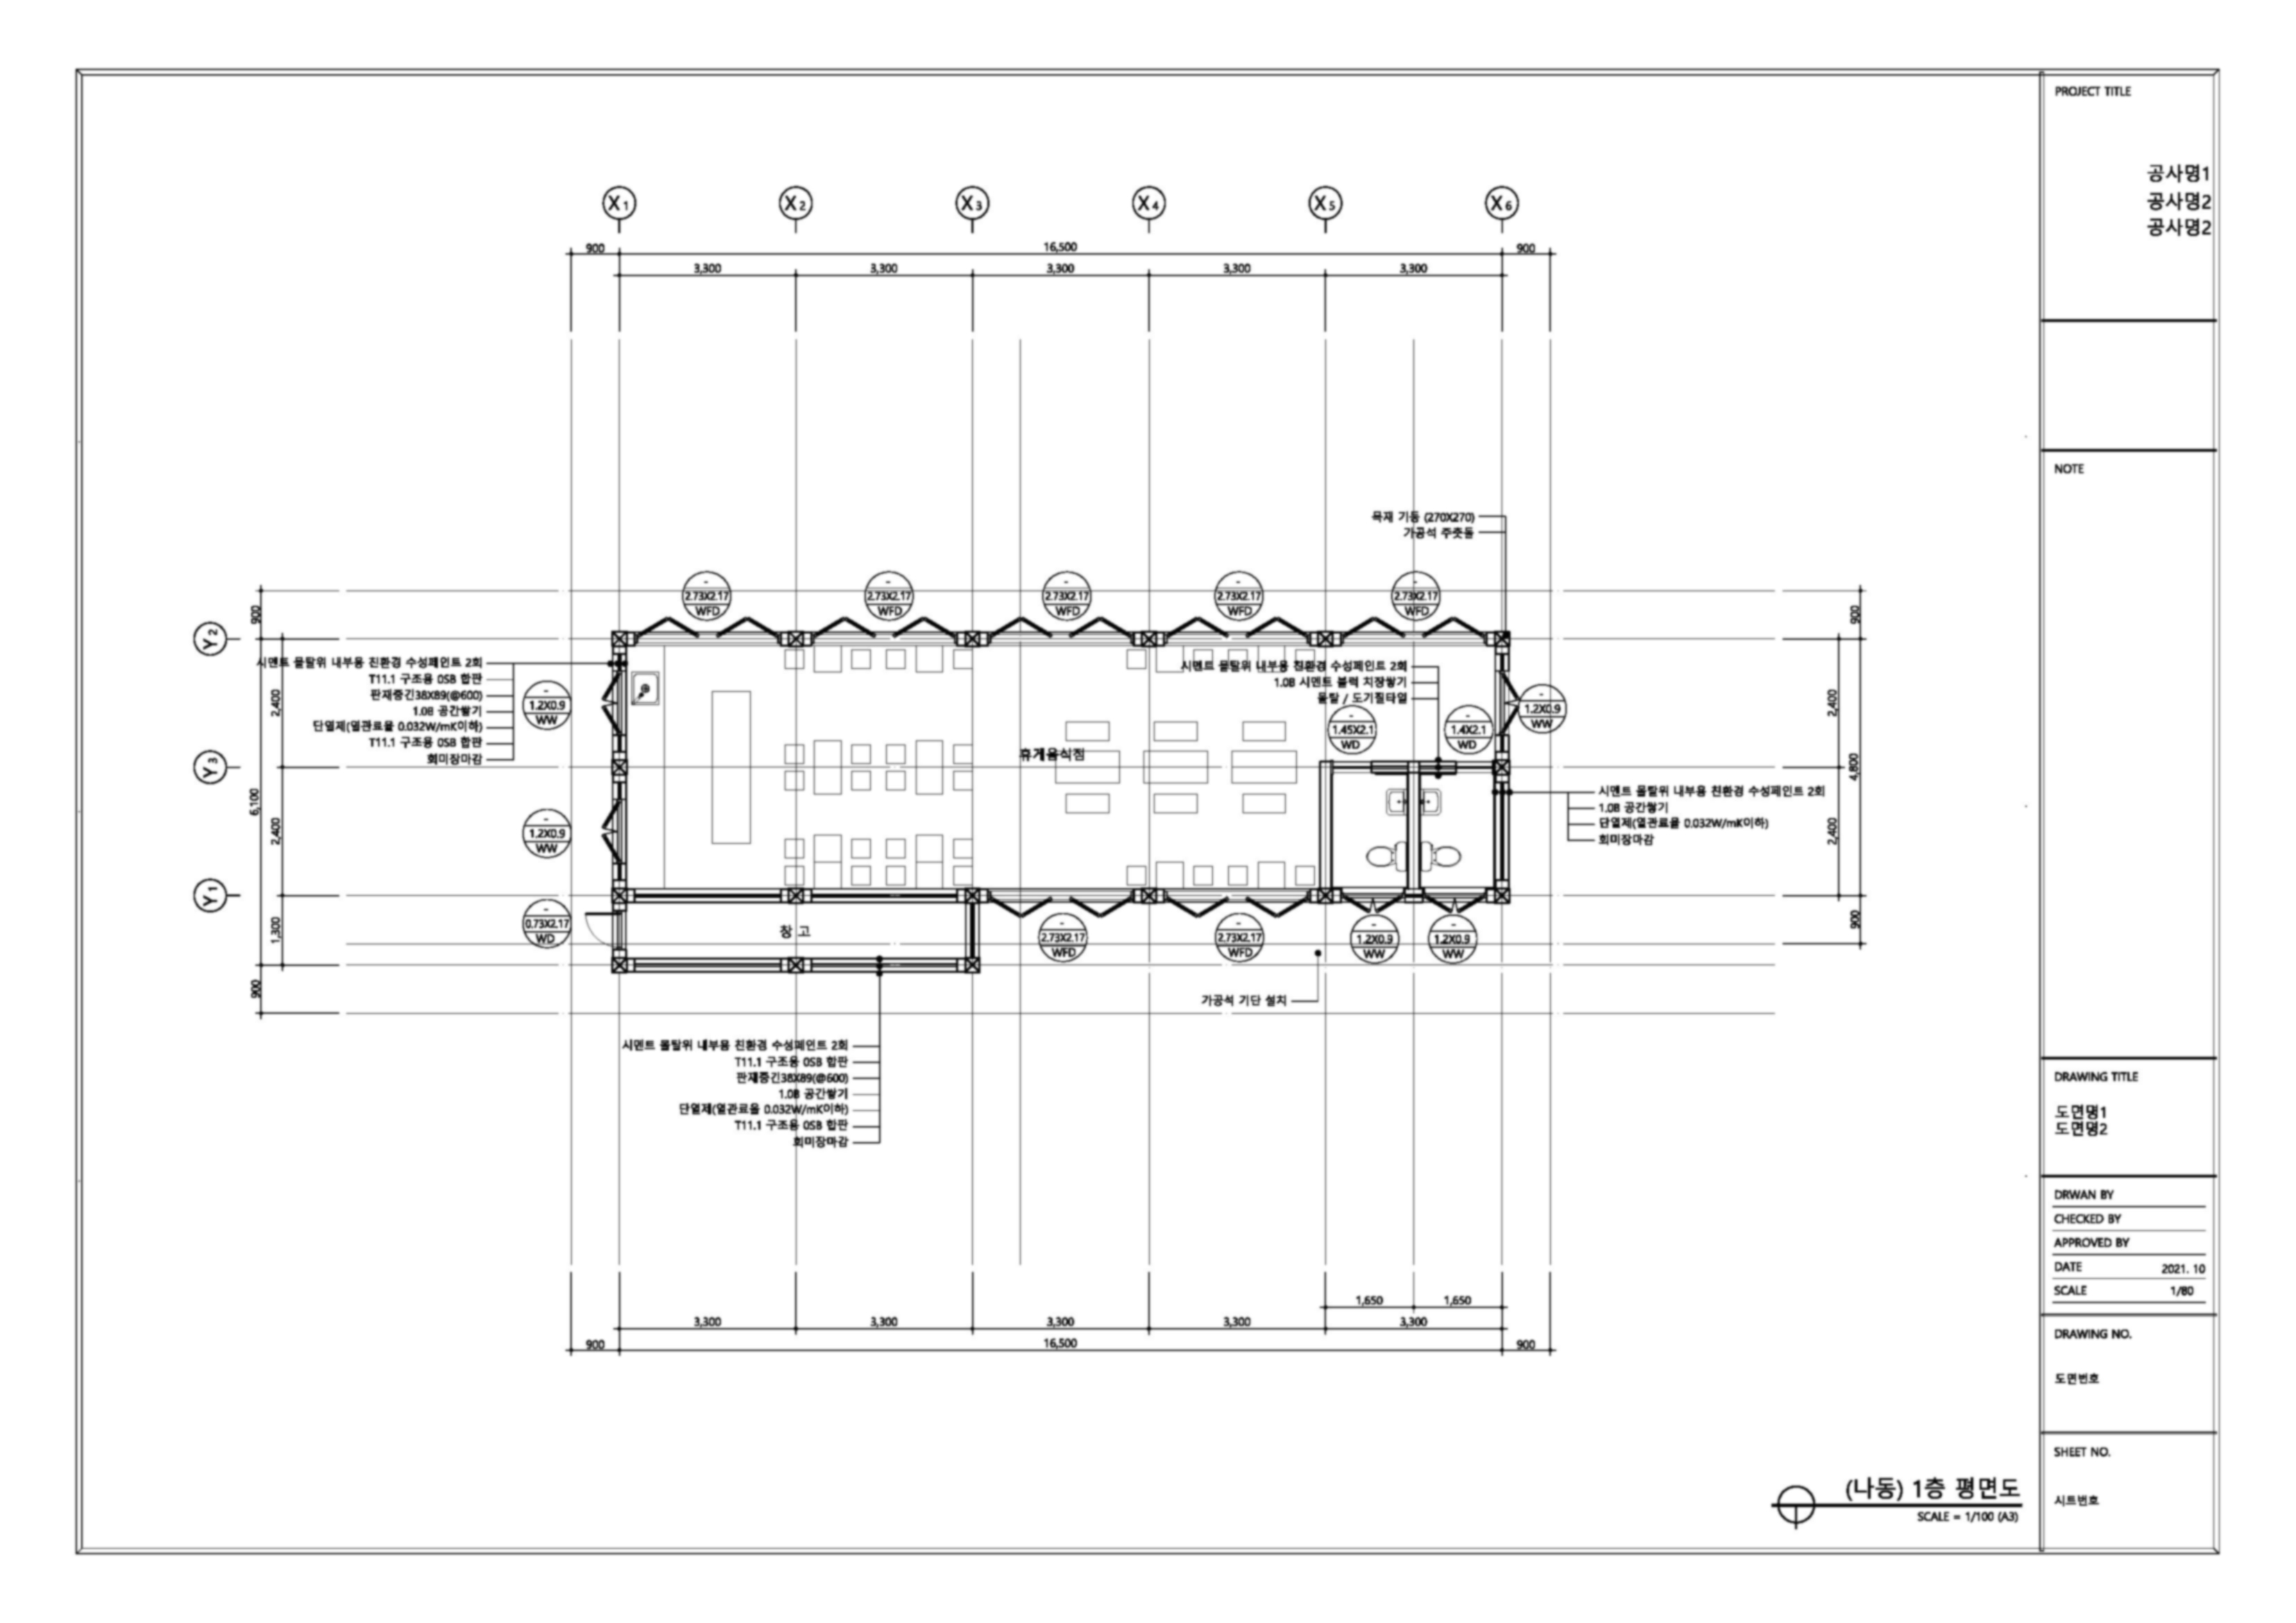 PROJECT TITLE
공사명1
공사명2
공사명2
NOTE
DRAWING TITLE
도면명1
도면명2
DRWAN BY
CHECKED BY
APPROVED BY
DATE 2021. 10
SCALE 1/80
DRAWING NO.
도면번호
SHEET NO.
시트번호
X1 X2 X3 X4 X5 X6
900 16,500 900
3,300 3,300 3,300 3,300 3,300
목재 기둥 (270X270)
가공석 주춧돌
- - - - -
2.73X2.17 2.73X2.17 2.73X2.17 2.73X2.17 2.73X2.17
WFD WFD WFD WFD WFD
Y2
Y3
Y1
900
2,400
2,400
1,300
6,100
900
시멘트 몰탈위 내부용 친환경 수성페인트 2회
T11.1 구조용 OSB 합판
판재중긴38X89(@600)
1.0B 공간쌓기
단열제(열관료율 0.032W/mK이하)
T11.1 구조용 OSB 합판
회미장마감
-
1.2X0.9
WW
-
1.2X0.9
WW
-
0.73X2.17
WD
시멘트 몰탈위 내부용 친환경 수성페인트 2회
1.0B 시멘트 블럭 치장쌓기
몰탈 / 도기질타열
-
1.45X2.1
WD
-
1.4X2.1
WD
-
1.2X0.9
WW
휴게음식점
창 고
900
2,400
4,800
2,400
900
시멘트 몰탈위 내부용 친환경 수성페인트 2회
1.0B 공간쌓기
단열제(열관료율 0.032W/mK이하)
회미장마감
- - - -
2.73X2.17 2.73X2.17 1.2X0.9 1.2X0.9
WFD WFD WW WW
가공석 기단 설치
시멘트 몰탈위 내부용 친환경 수성페인트 2회
T11.1 구조용 OSB 합판
판재중긴38X89(@600)
1.0B 공간쌓기
단열제(열관료율 0.032W/mK이하)
T11.1 구조용 OSB 합판
회미장마감
1,650 1,650
3,300 3,300 3,300 3,300 3,300
900 16,500 900
(나동) 1층 평면도
SCALE = 1/100 (A3)